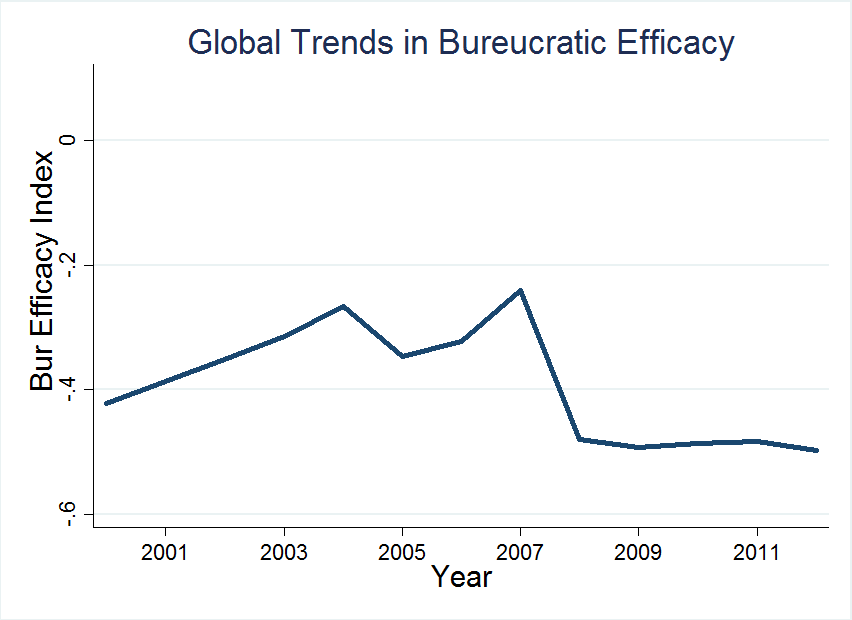 Global Trends in Bureucratic Efficacy
Bur Efficacy Index
0
-.2
-.4
-.6
2001 2003 2005 2007 2009 2011
Year